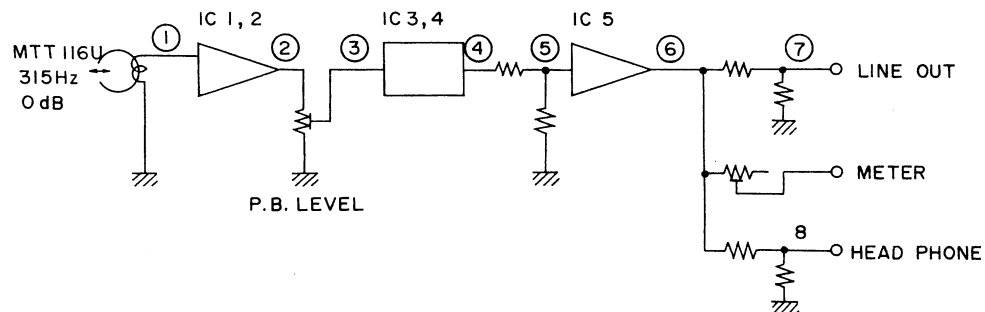 IC 1, 2
IC 3, 4
IC 5
MTT 116U
315Hz
0 dB
1
2
3
4
5
6
7
LINE OUT
METER
P.B. LEVEL
8
HEAD PHONE